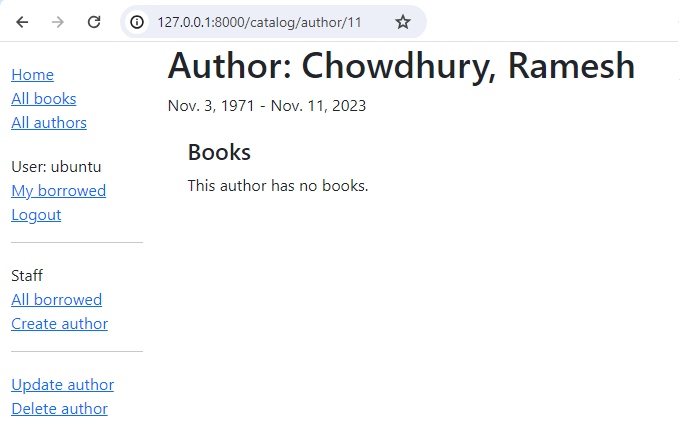 127.0.0.1:8000/catalog/author/11
Home
All books
All authors
User: ubuntu
My borrowed
Logout
Staff
All borrowed
Create author
Update author
Delete author
Author: Chowdhury, Ramesh
Nov. 3, 1971 - Nov. 11, 2023
Books
This author has no books.